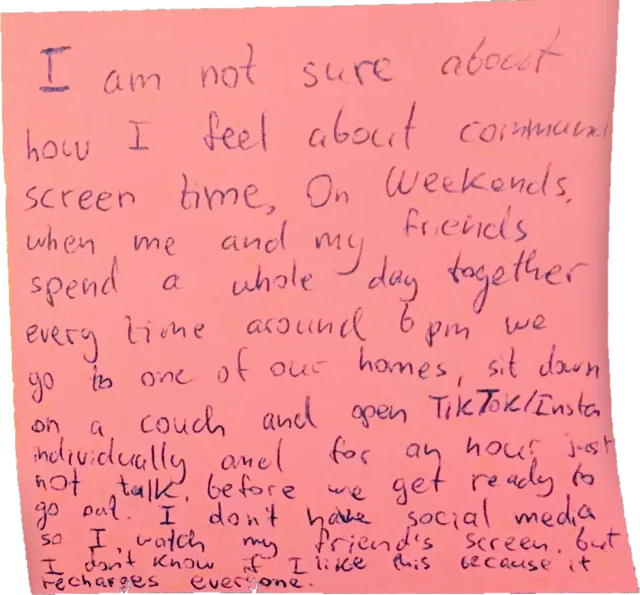 I am not sure about
how I feel about communal
screen time, On Weekends,
when me and my friends
spend a whole day together
every time around 6 pm we
go to one of our homes, sit down
on a couch and open TikTok/Insta
individually and for an hour just
not talk, before we get ready to
go out. I don't have social media
so I watch my friend's screen, but
I don't know if I like this because it
recharges everyone.